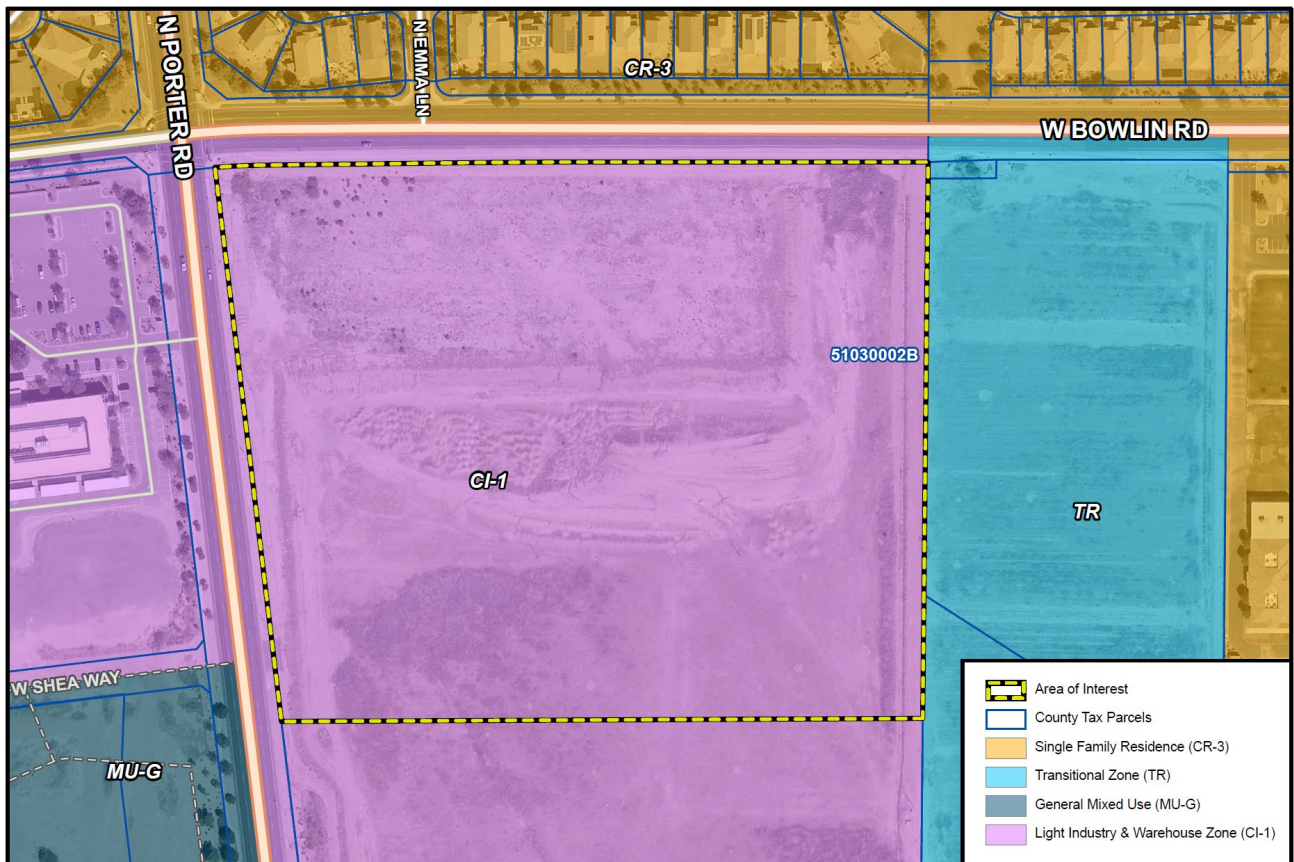 N PORTER RD
N EMMA LN
CR-3
W BOWLIN RD
51030002B
CI-1
TR
W SHEA WAY
MU-G
Area of Interest
County Tax Parcels
Single Family Residence (CR-3)
Transitional Zone (TR)
General Mixed Use (MU-G)
Light Industry & Warehouse Zone (CI-1)